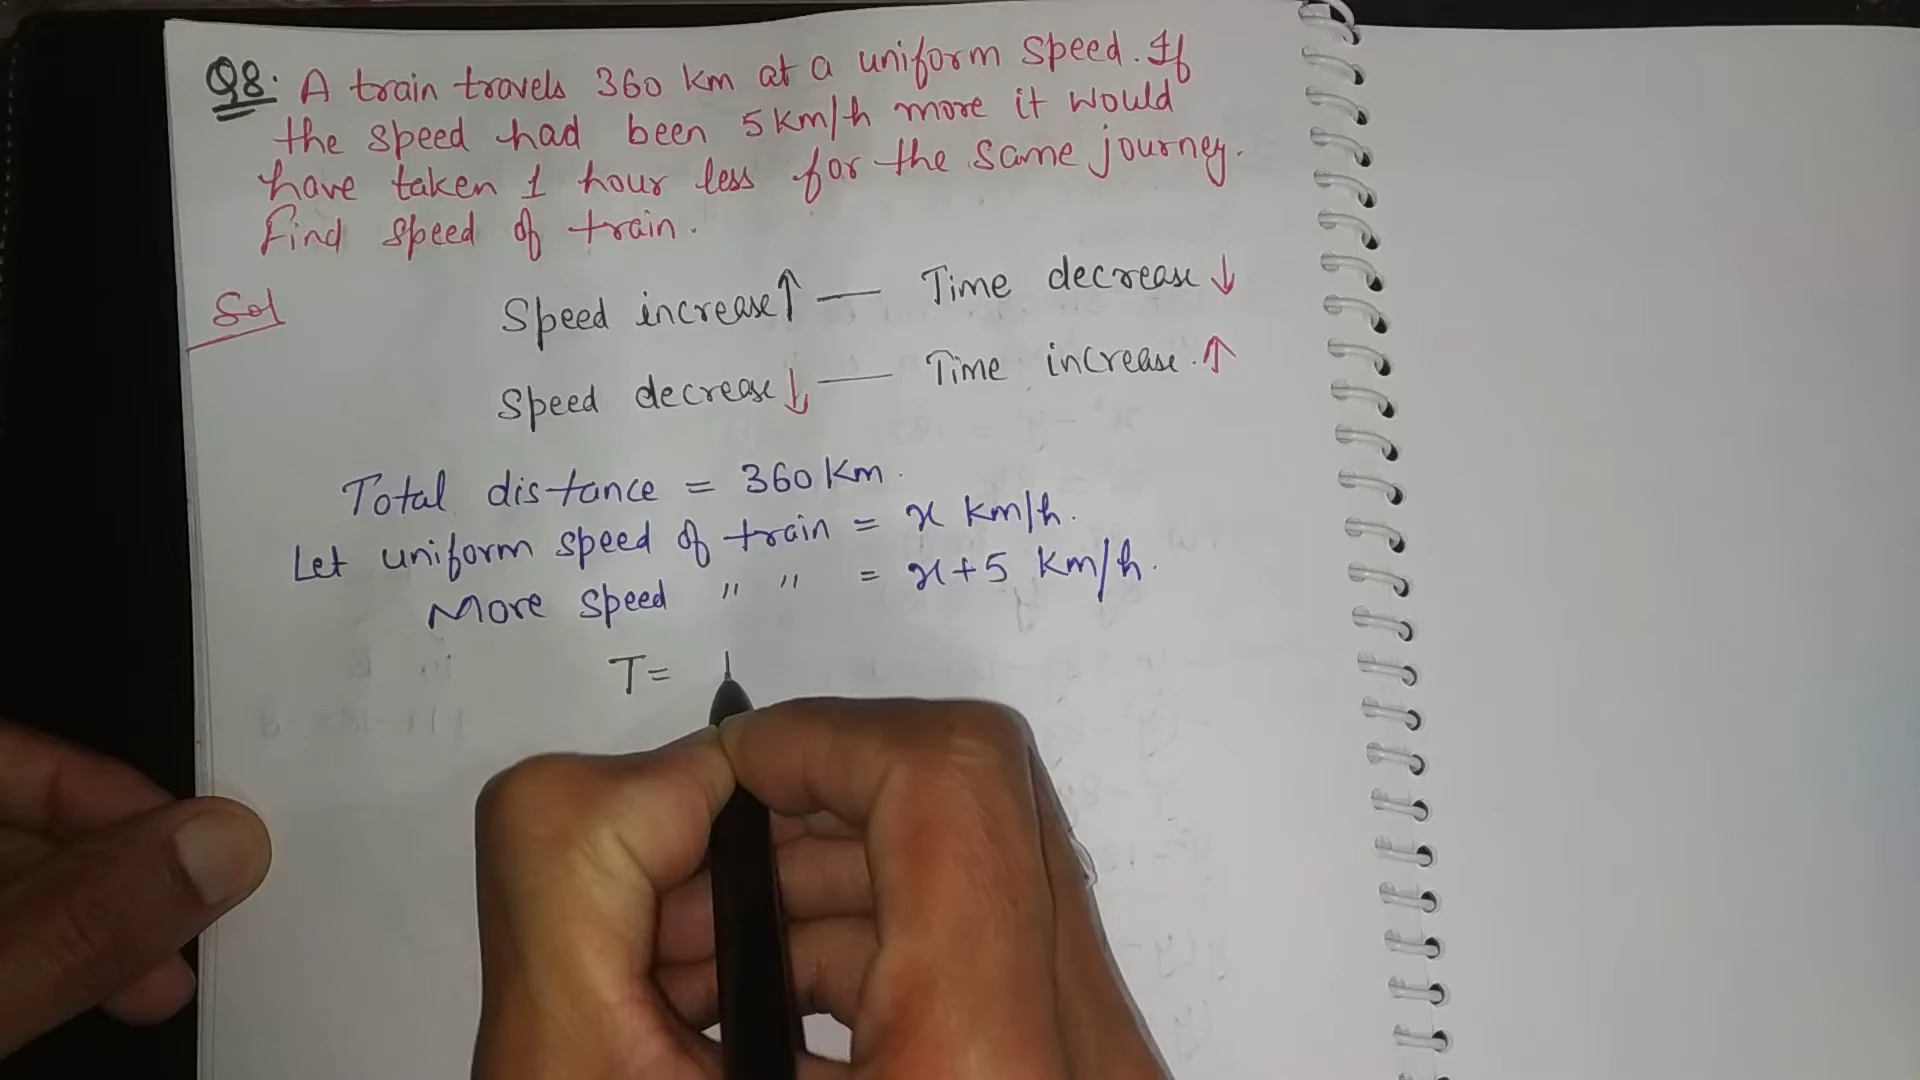 Q8. A train travels 360 km at a uniform speed. If
the speed had been 5km/h more it would
have taken 1 hour less for the same journey.
Find speed of train.
Sol
Speed increase ↑ — Time decrease ↓
Speed decrease ↓ — Time increase. ↑
Total distance = 360 Km.
Let uniform speed of train = x km/h.
More speed " " = x+5 km/h.
T=